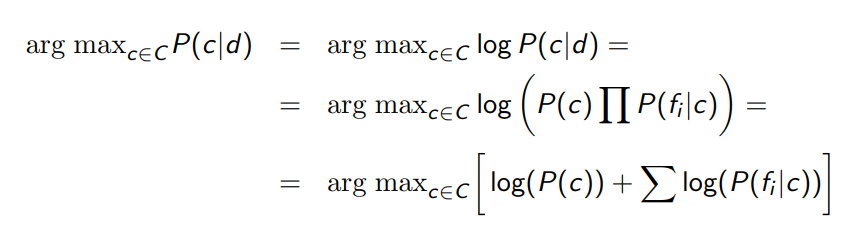 arg max_{c∈C} P(c|d) = arg max_{c∈C} log P(c|d) =
= arg max_{c∈C} log (P(c) ∏ P(f_i|c)) =
= arg max_{c∈C} [log(P(c)) + ∑ log(P(f_i|c))]